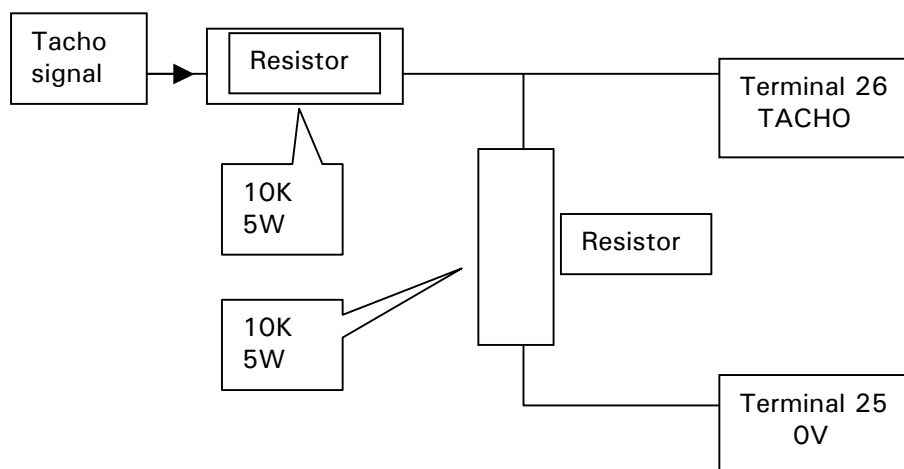 Tacho
signal
Resistor
Terminal 26
TACHO
10K
5W
Resistor
10K
5W
Terminal 25
0V